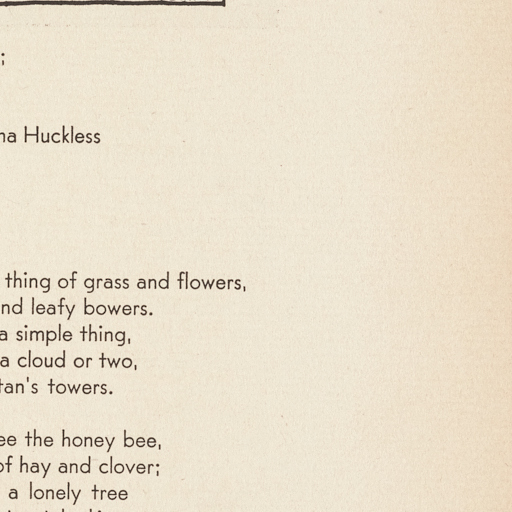 ;
na Huckless
thing of grass and flowers,
nd leafy bowers.
a simple thing,
a cloud or two,
tan's towers.
ee the honey bee,
of hay and clover;
a lonely tree